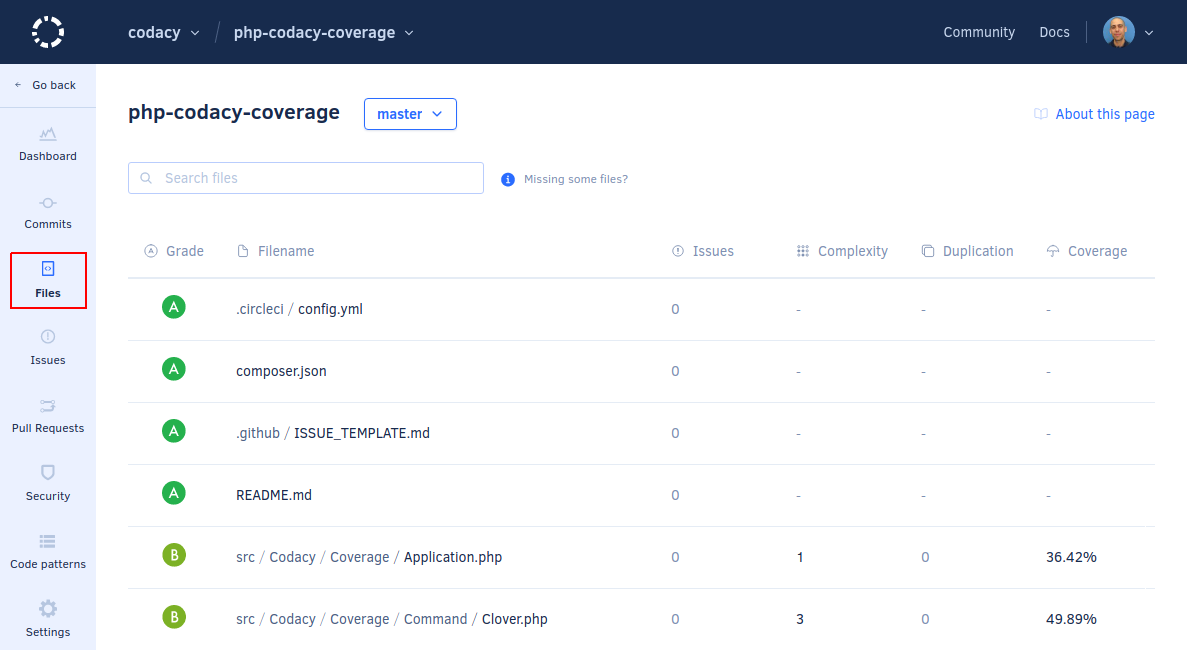 codacy / php-codacy-coverage Community Docs
← Go back
php-codacy-coverage master About this page
Dashboard
Search files Missing some files?
Commits
Grade Filename Issues Complexity Duplication Coverage
Files
A .circleci / config.yml 0 - - -
Issues
A composer.json 0 - - -
Pull Requests
A .github / ISSUE_TEMPLATE.md 0 - - -
Security
A README.md 0 - - -
Code patterns
B src / Codacy / Coverage / Application.php 0 1 0 36.42%
Settings
B src / Codacy / Coverage / Command / Clover.php 0 3 0 49.89%